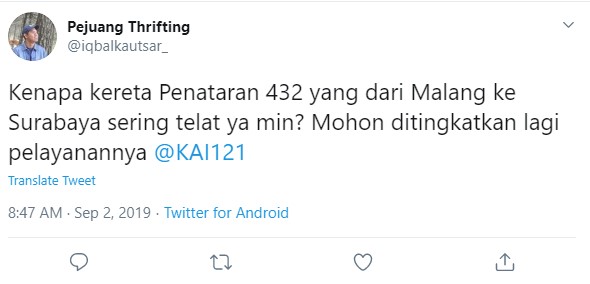 Pejuang Thrifting
@iqbalkautsar_
Kenapa kereta Penataran 432 yang dari Malang ke
Surabaya sering telat ya min? Mohon ditingkatkan lagi
pelayanannya @KAI121
Translate Tweet
8:47 AM · Sep 2, 2019 · Twitter for Android